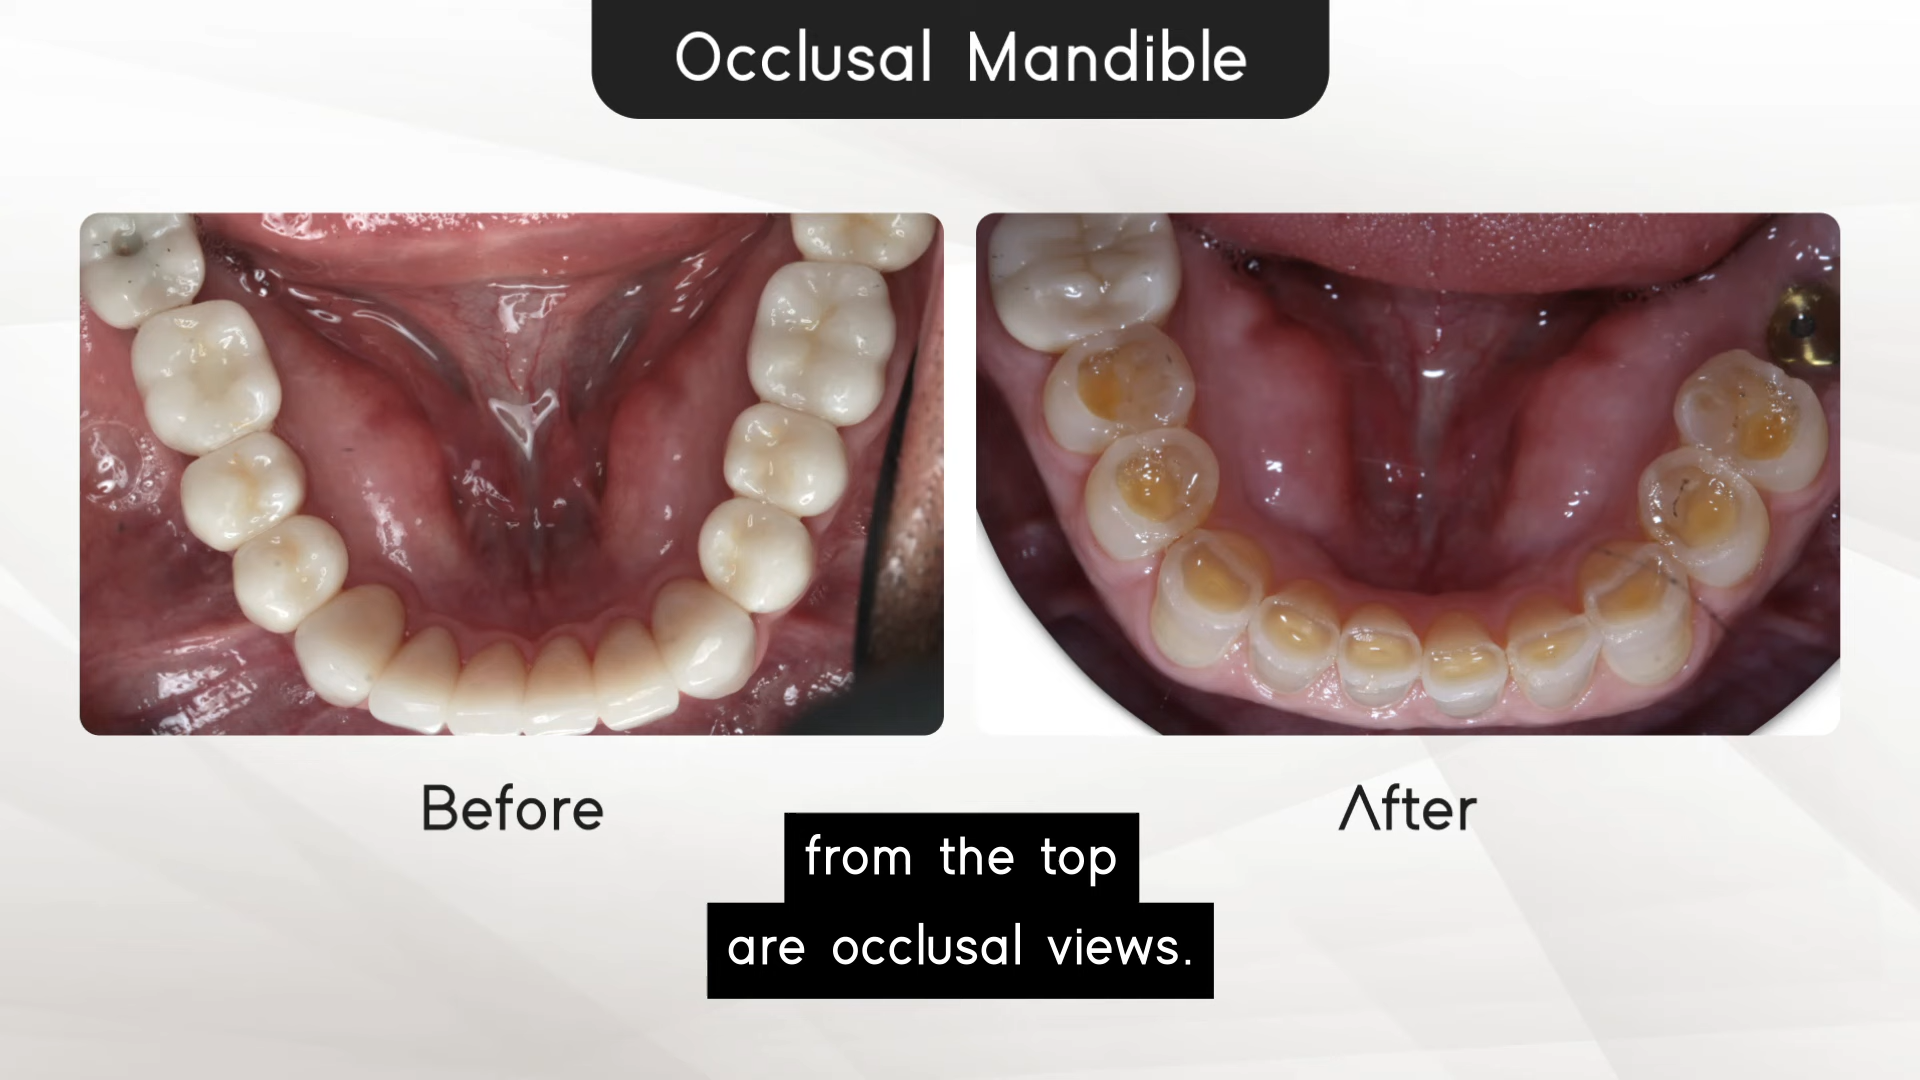 Occlusal Mandible
Before
After
from the top
are occlusal views.